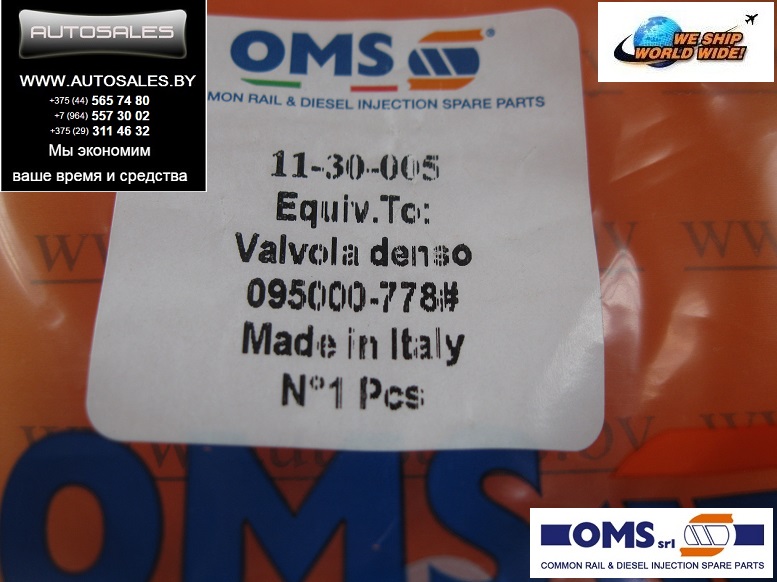 AUTOSALES
WWW.AUTOSALES.BY
+375 (44) 565 74 80
+7 (964) 557 30 02
+375 (29) 311 46 32
Мы экономим
ваше время и средства
WE SHIP
WORLD WIDE!
OMS
MON RAIL & DIESEL INJECTION SPARE PARTS
11-30-005
Equiv.To:
Valvola denso
095000-778#
Made in Italy
N°1 Pcs
OMS
OMS srl
COMMON RAIL & DIESEL INJECTION SPARE PARTS